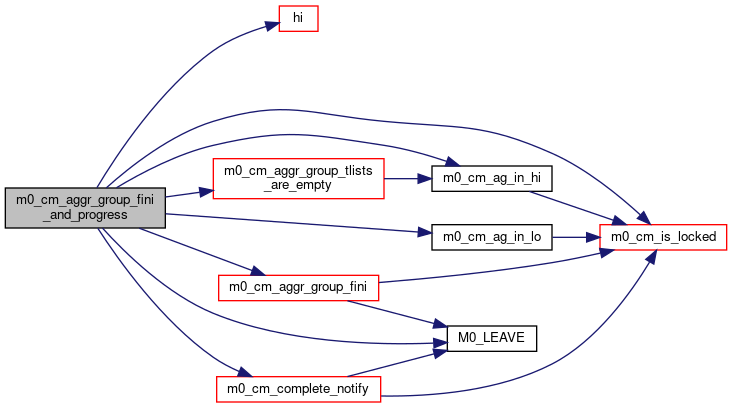 hi
m0_cm_aggr_group_tlists
_are_empty
m0_cm_ag_in_hi
m0_cm_aggr_group_fini
_and_progress
m0_cm_ag_in_lo
m0_cm_is_locked
m0_cm_aggr_group_fini
M0_LEAVE
m0_cm_complete_notify